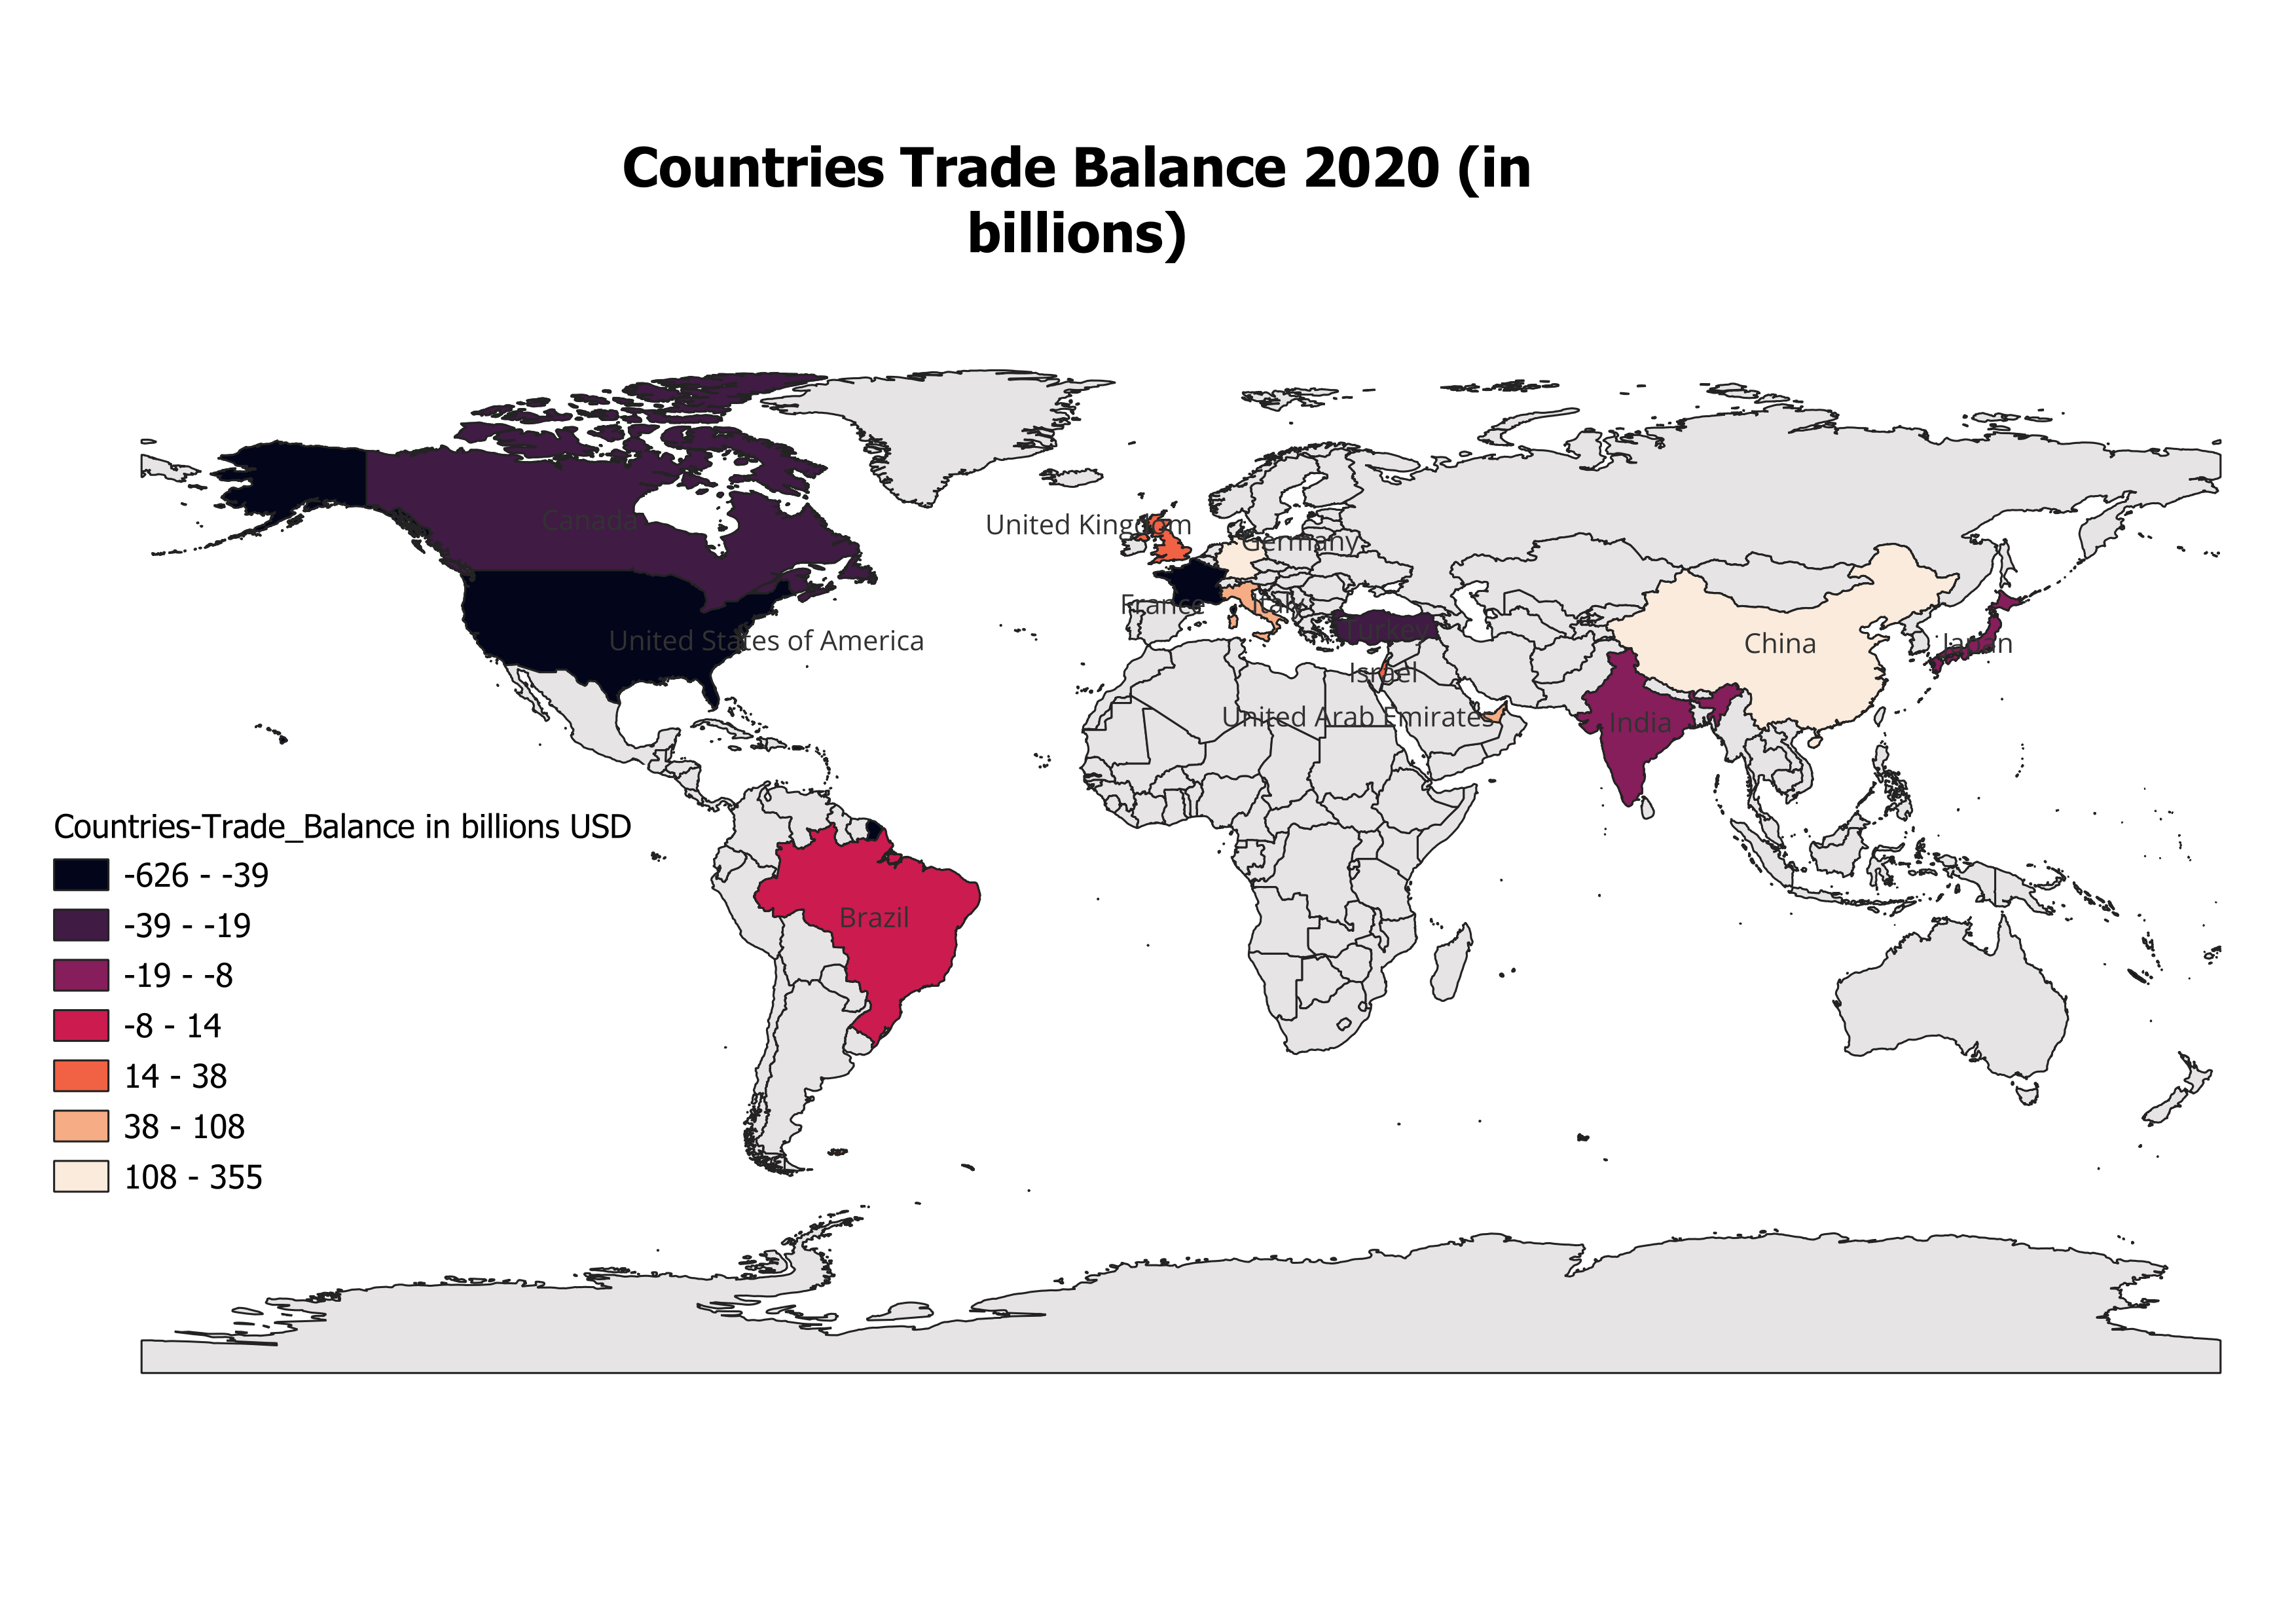 Countries Trade Balance 2020 (in
billions)
Canada
United Kingdom
Germany
France
Italy
United States of America
Turkey
China
Japan
Israel
United Arab Emirates
India
Brazil
Countries-Trade_Balance in billions USD
-626 - -39
-39 - -19
-19 - -8
-8 - 14
14 - 38
38 - 108
108 - 355